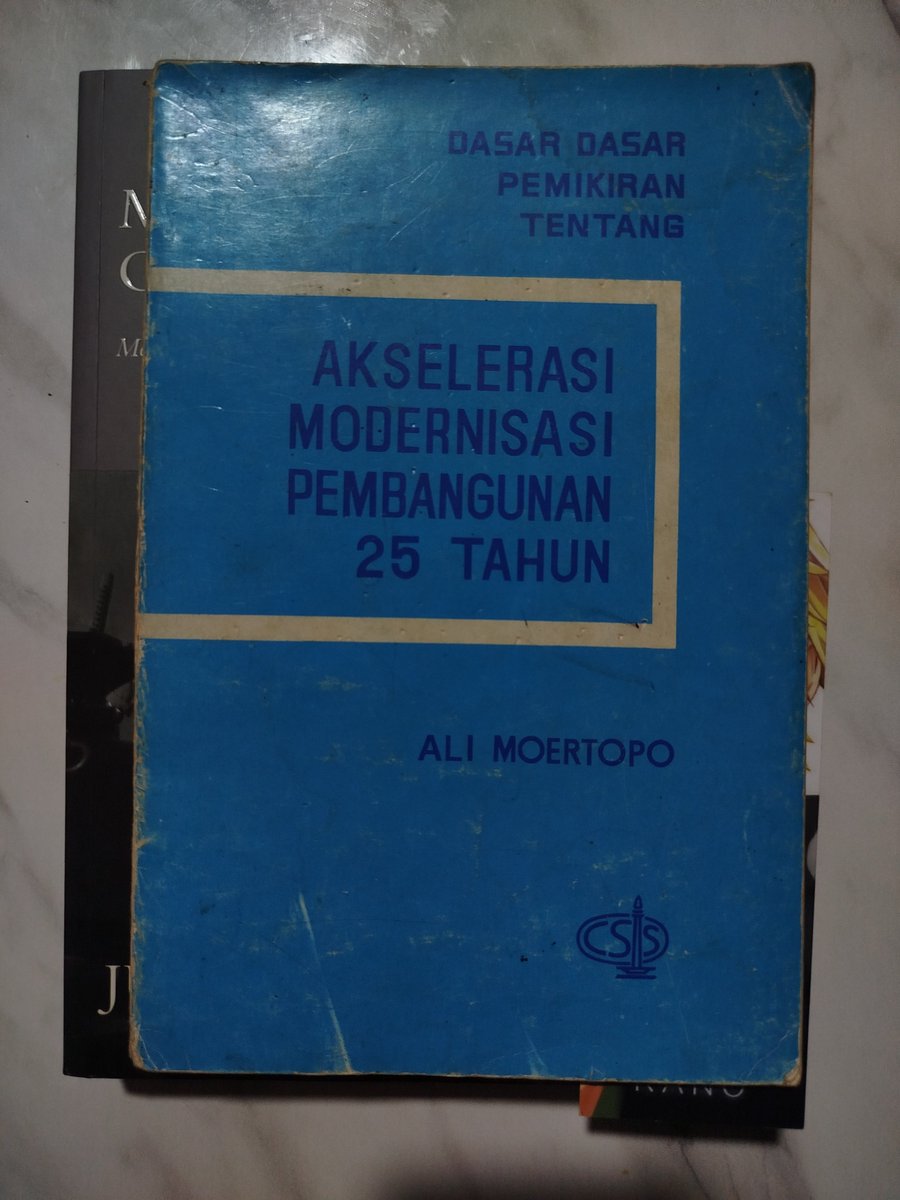 DASAR DASAR
PEMIKIRAN
TENTANG
AKSELERASI
MODERNISASI
PEMBANGUNAN
25 TAHUN
ALI MOERTOPO
CSIS